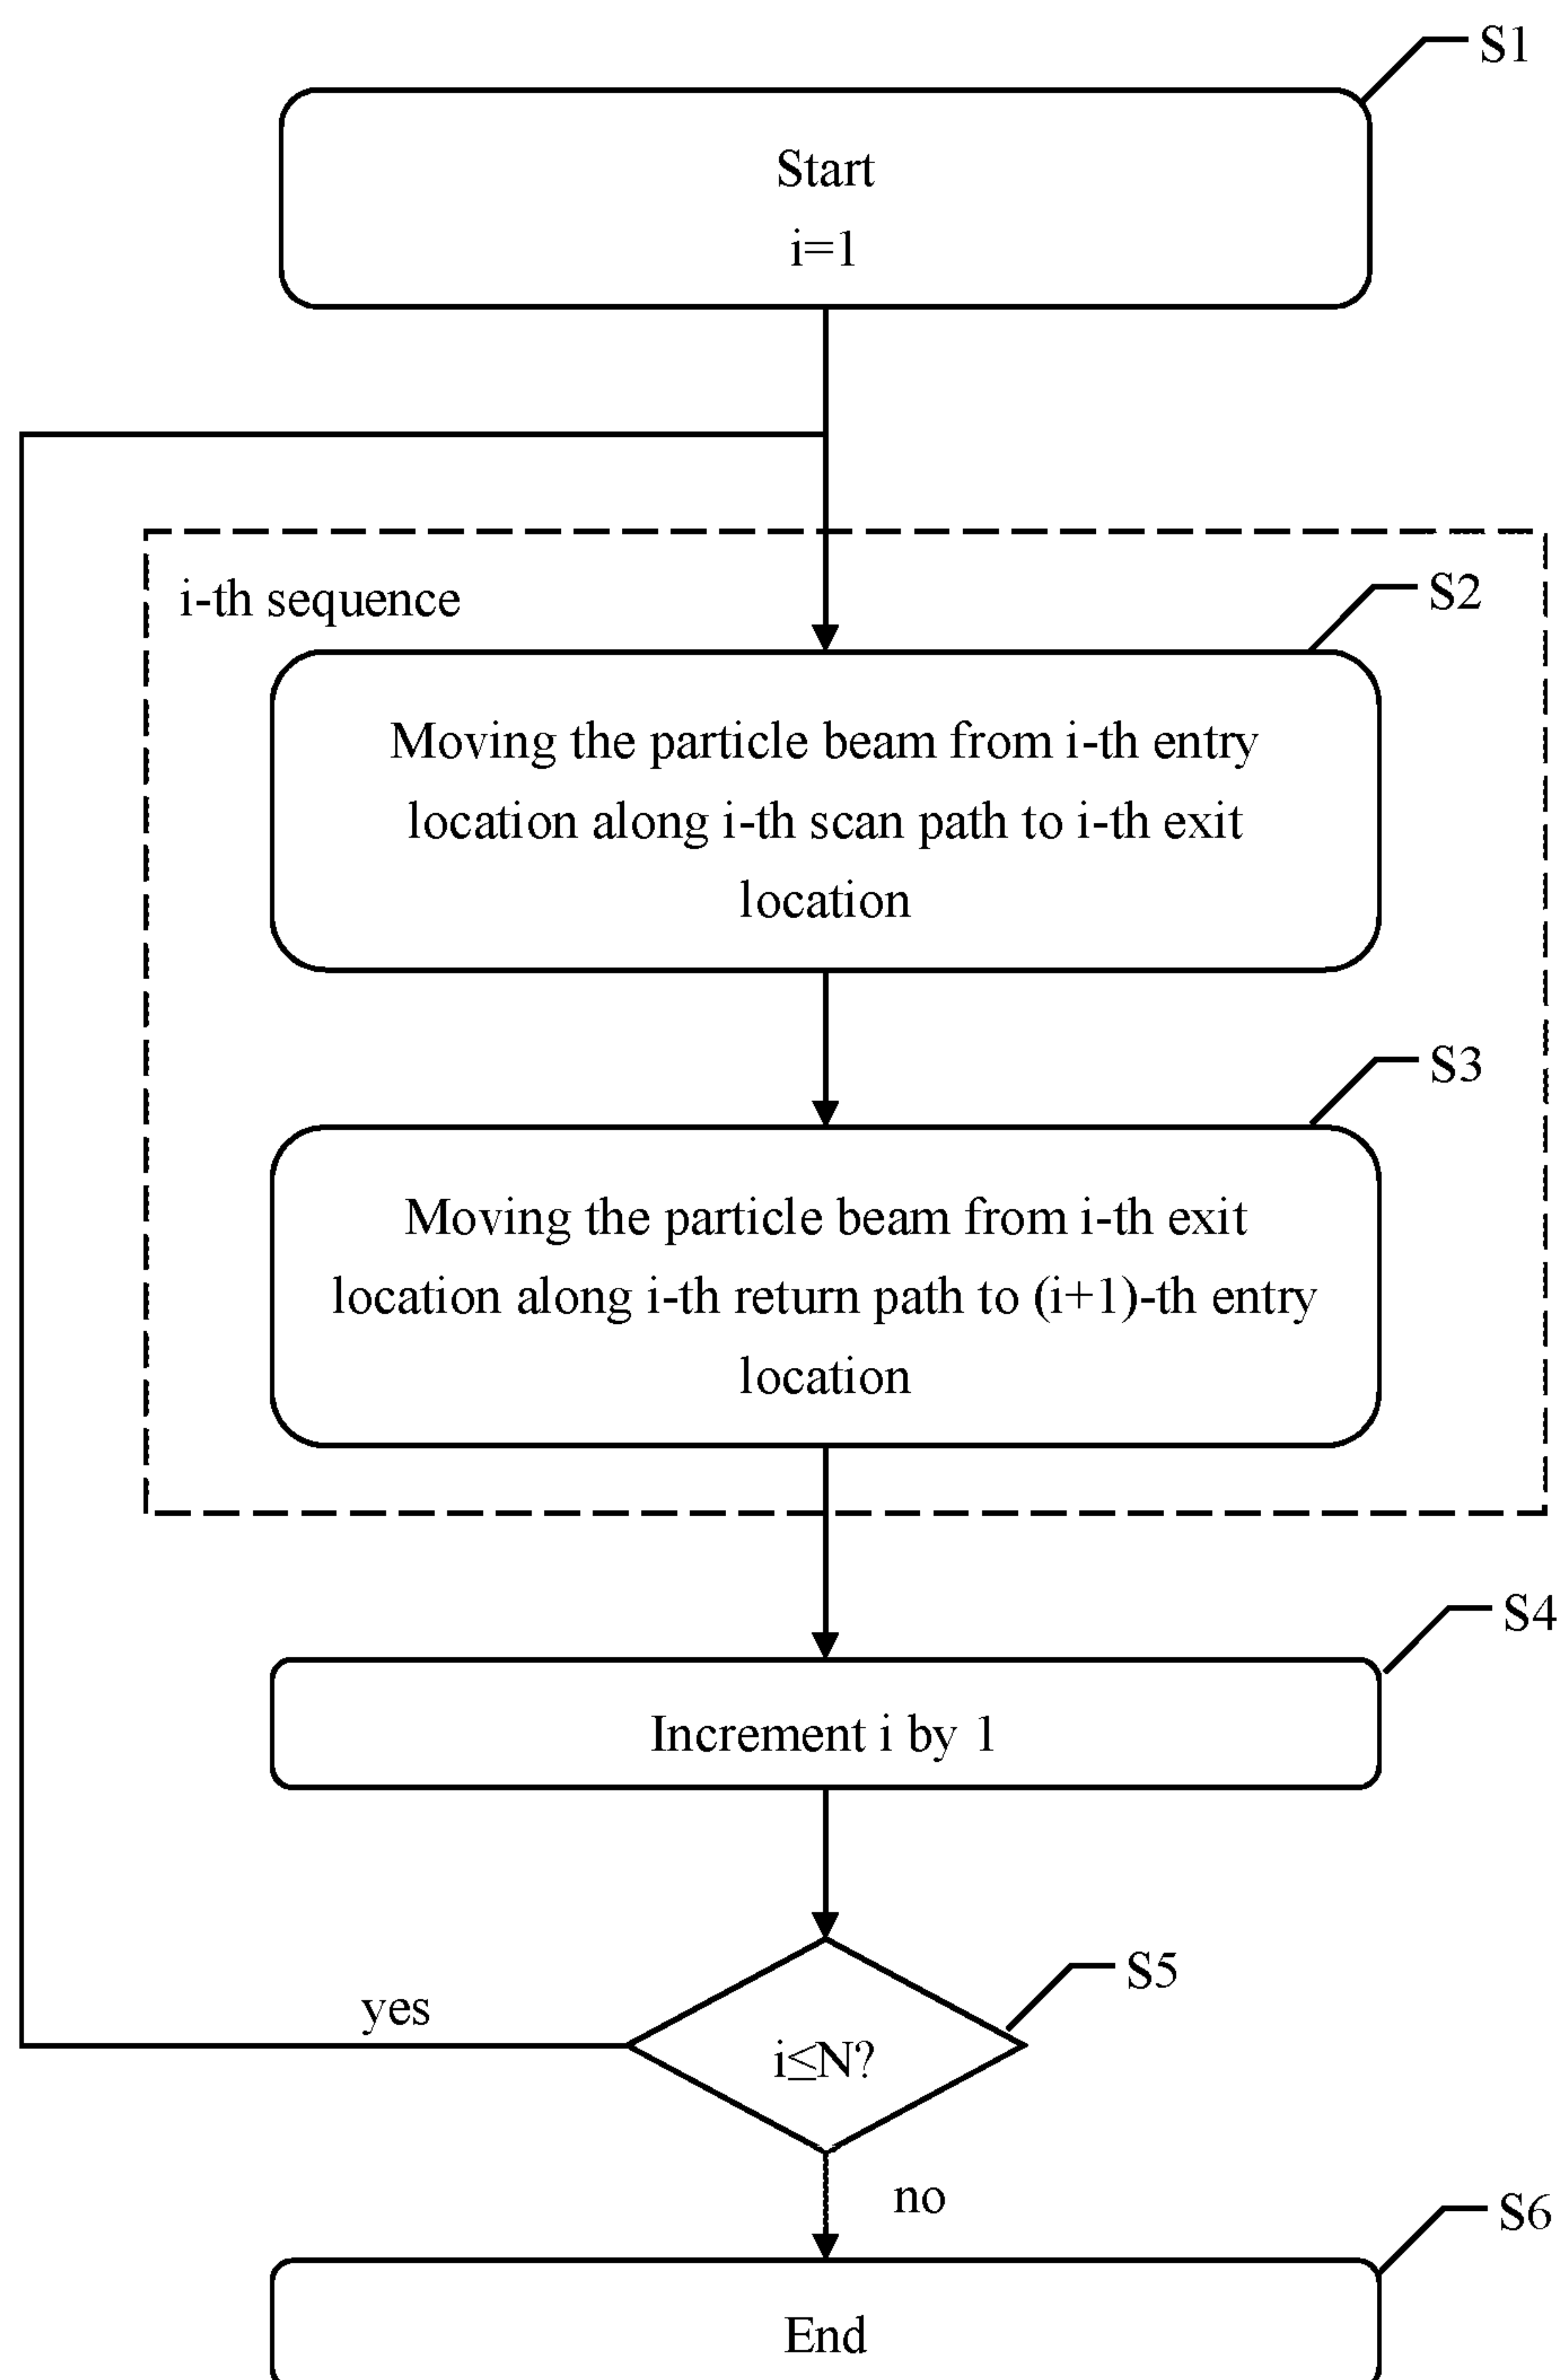 S1
Start
i=1
i-th sequence
S2
Moving the particle beam from i-th entry
location along i-th scan path to i-th exit
location
S3
Moving the particle beam from i-th exit
location along i-th return path to (i+1)-th entry
location
S4
Increment i by 1
S5
yes
i≤N?
no
S6
End